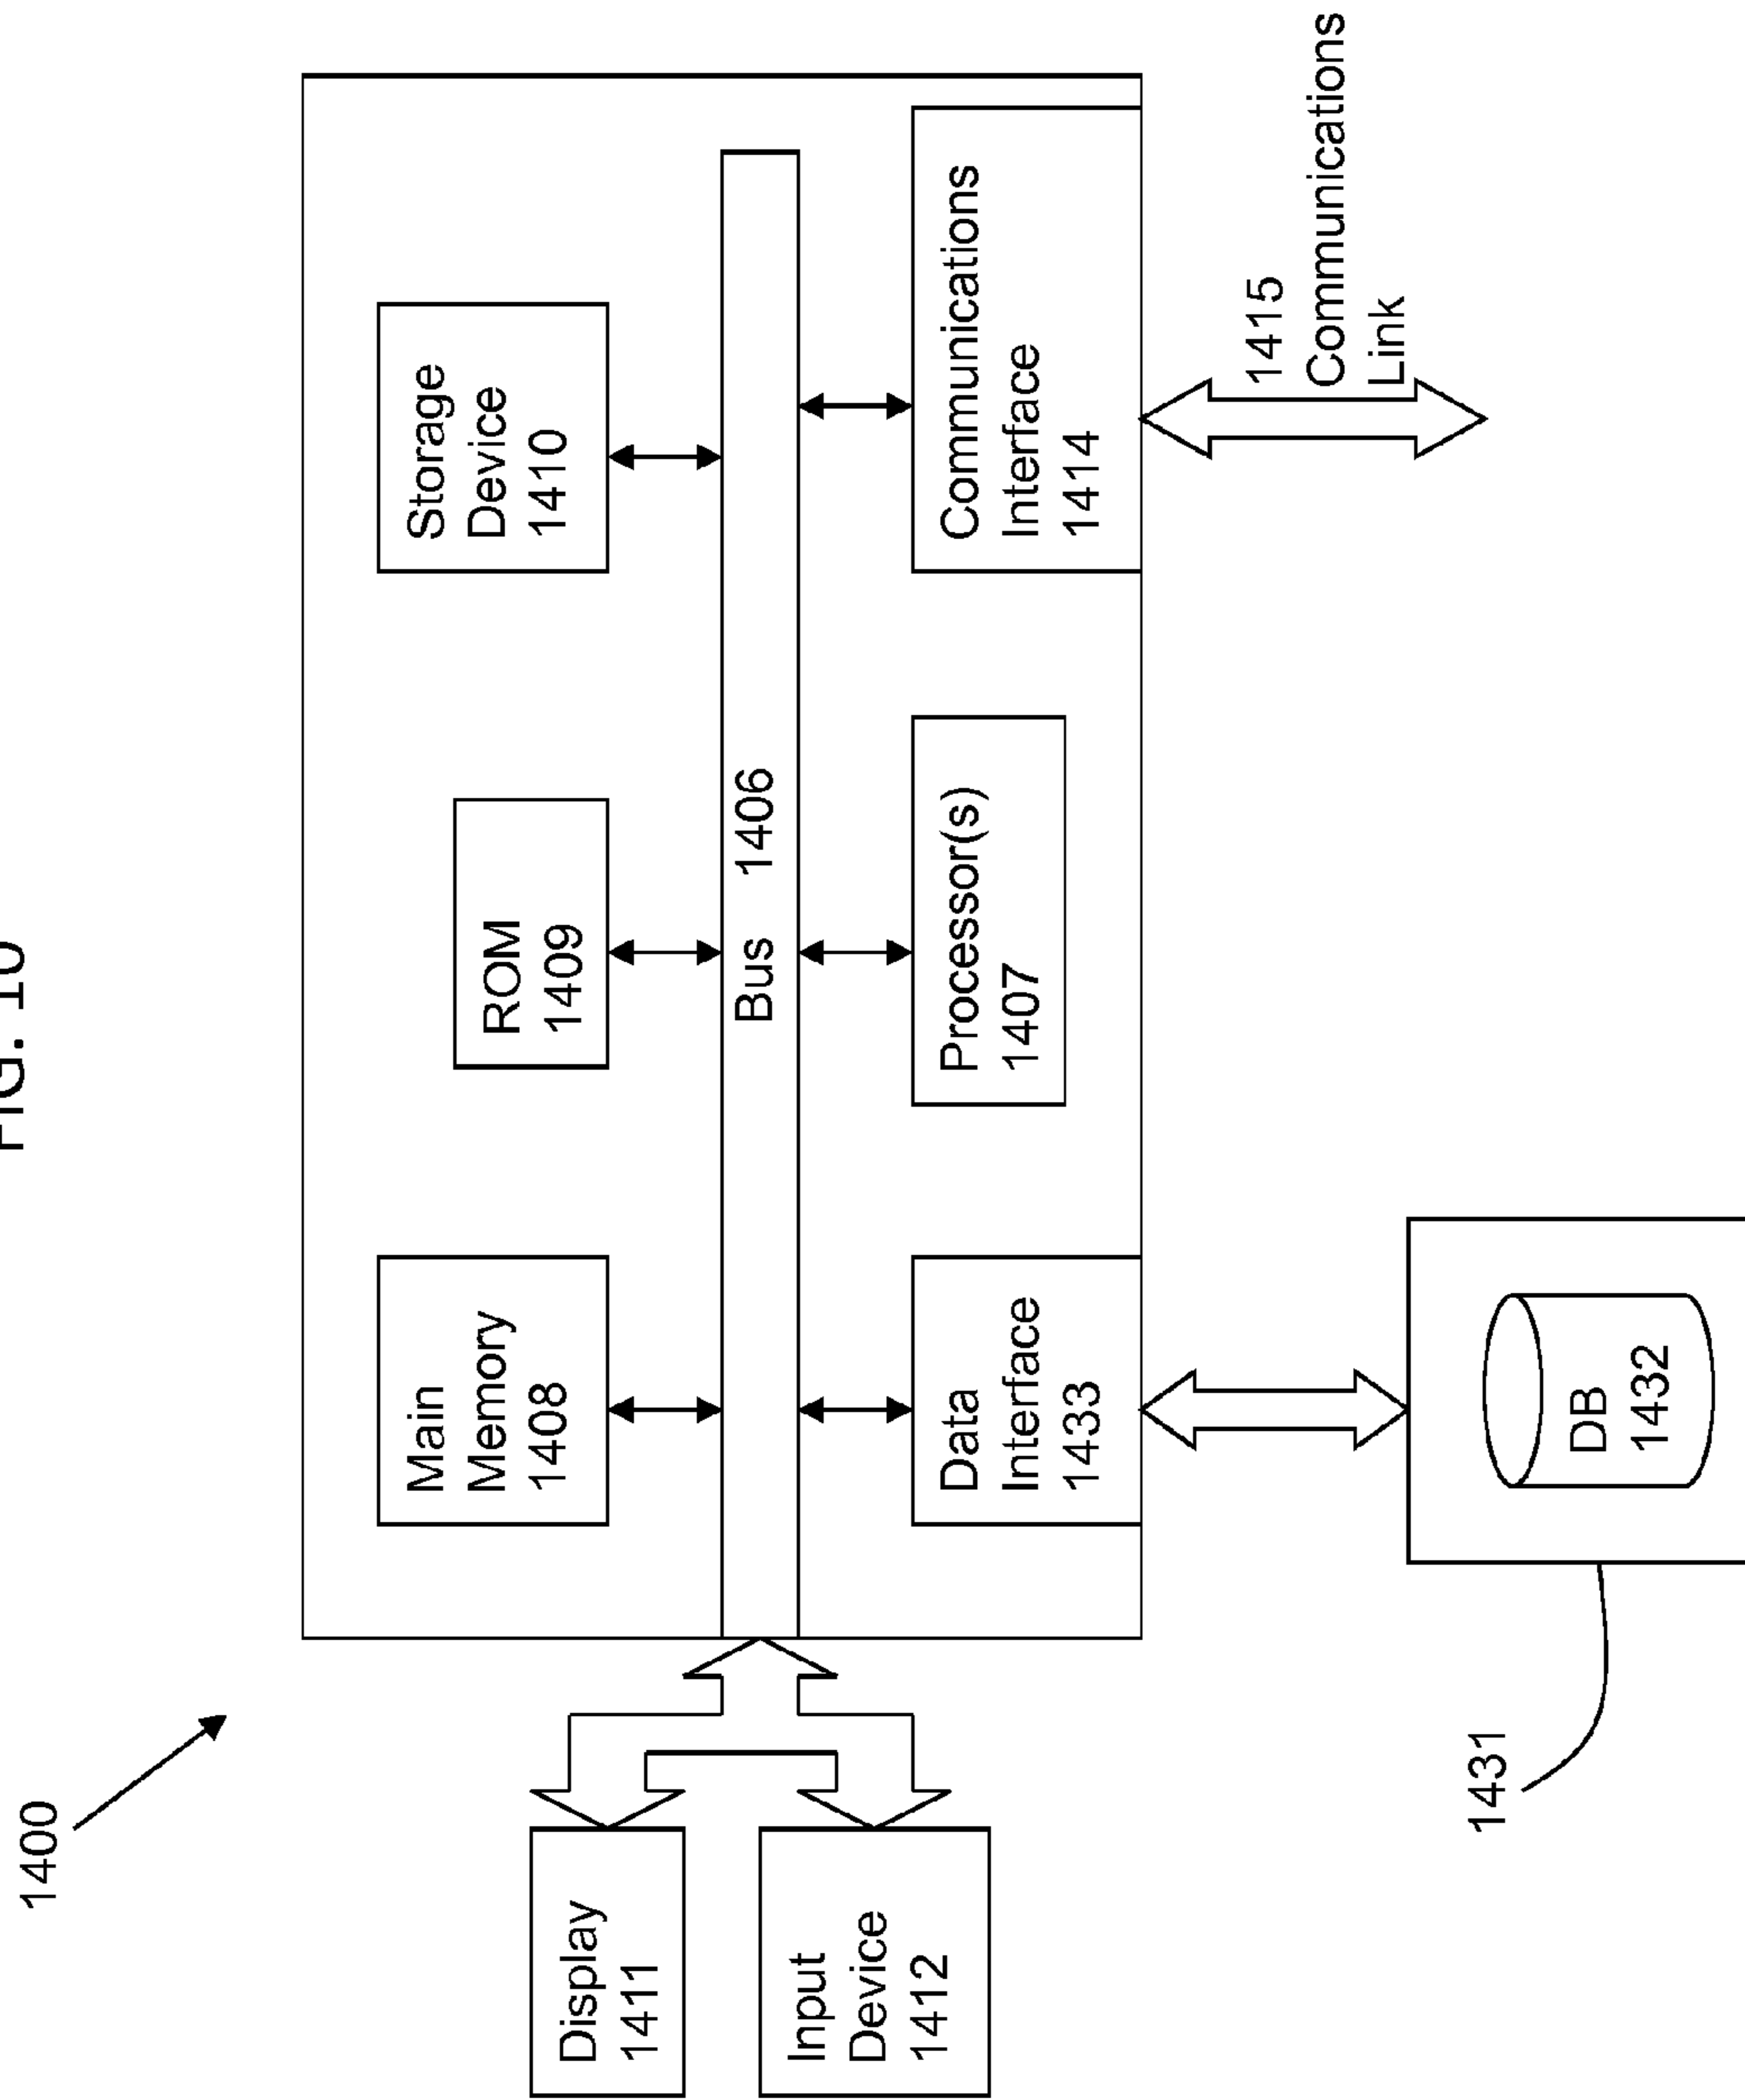 FIG. 10
1400
Main
Memory
1408
ROM
1409
Storage
Device
1410
Display
1411
Bus 1406
Input
Device
1412
Data
Interface
1433
Processor(s)
1407
Communications
Interface
1414
1415
Communications
Link
1431
DB
1432